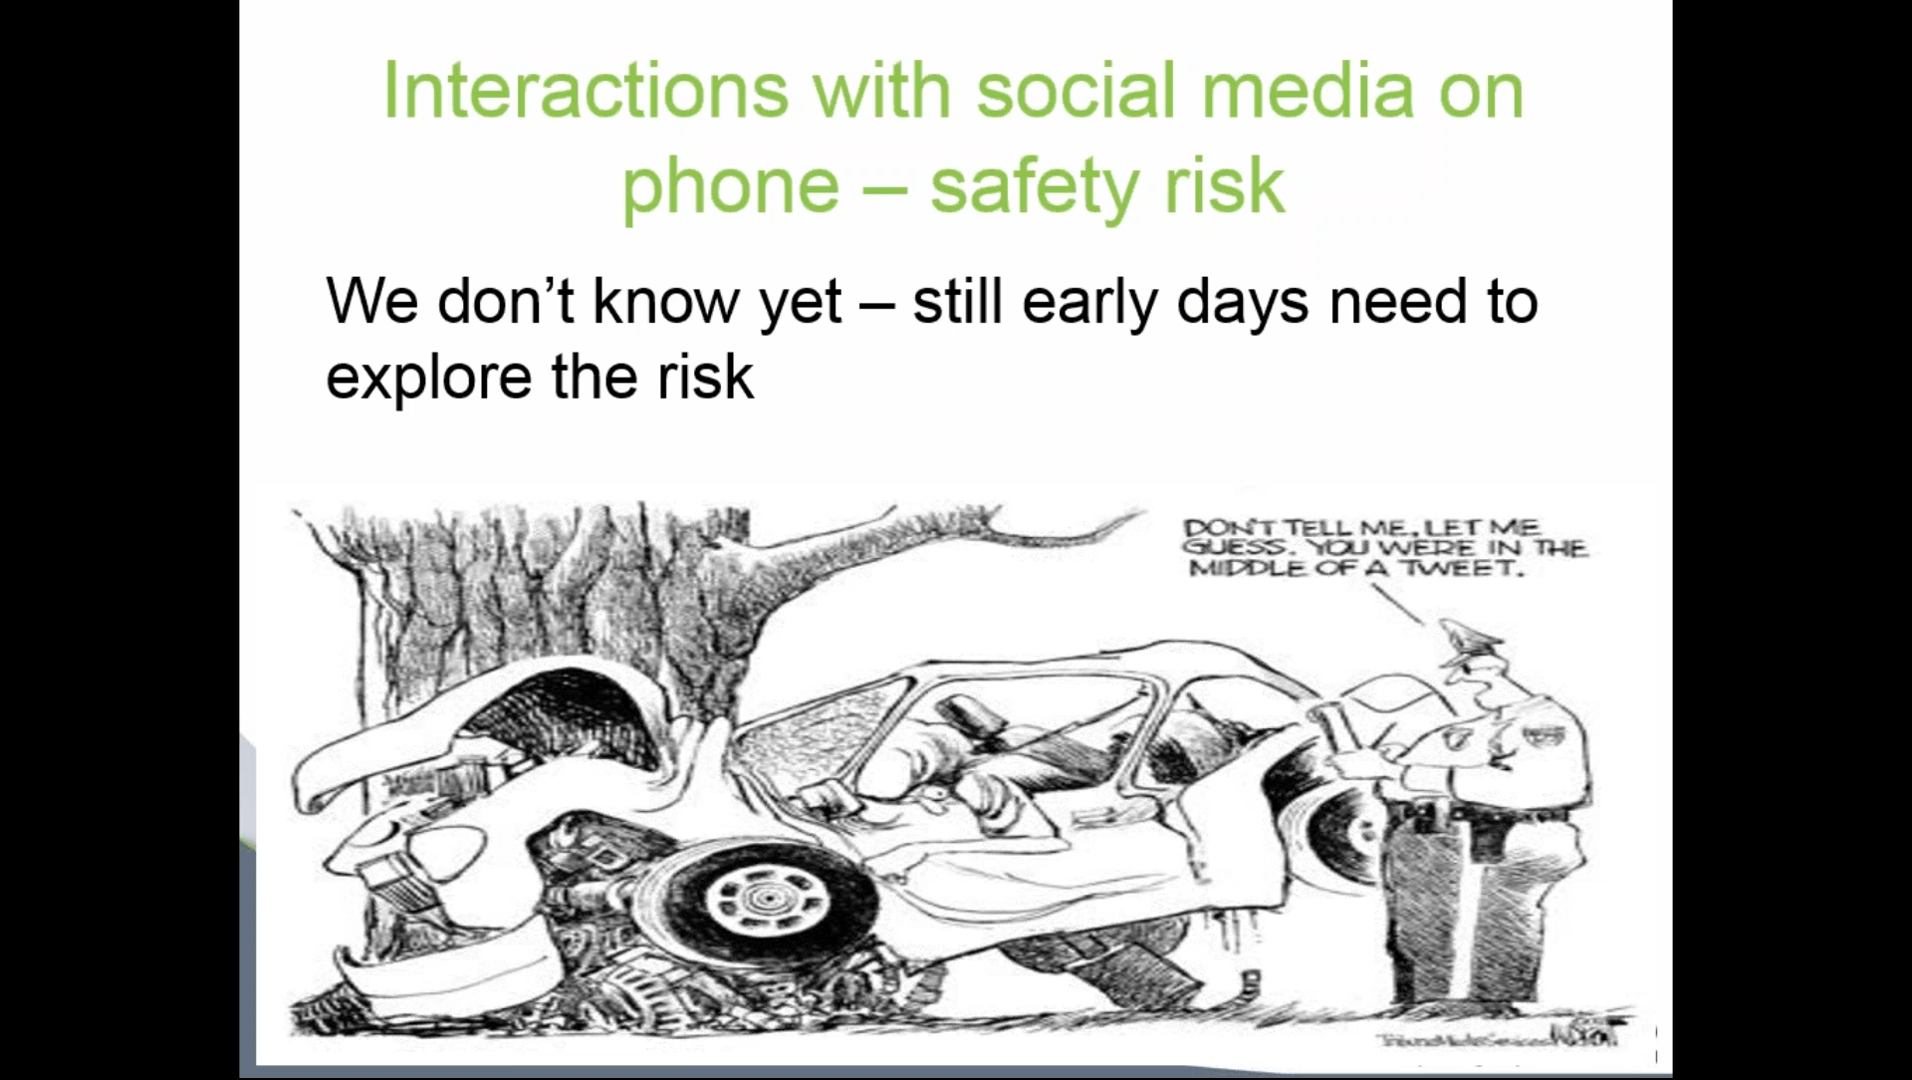 Interactions with social media on
phone – safety risk
We don’t know yet – still early days need to
explore the risk
DON'T TELL ME, LET ME
GUESS. YOU WERE IN THE
MIDDLE OF A TWEET.